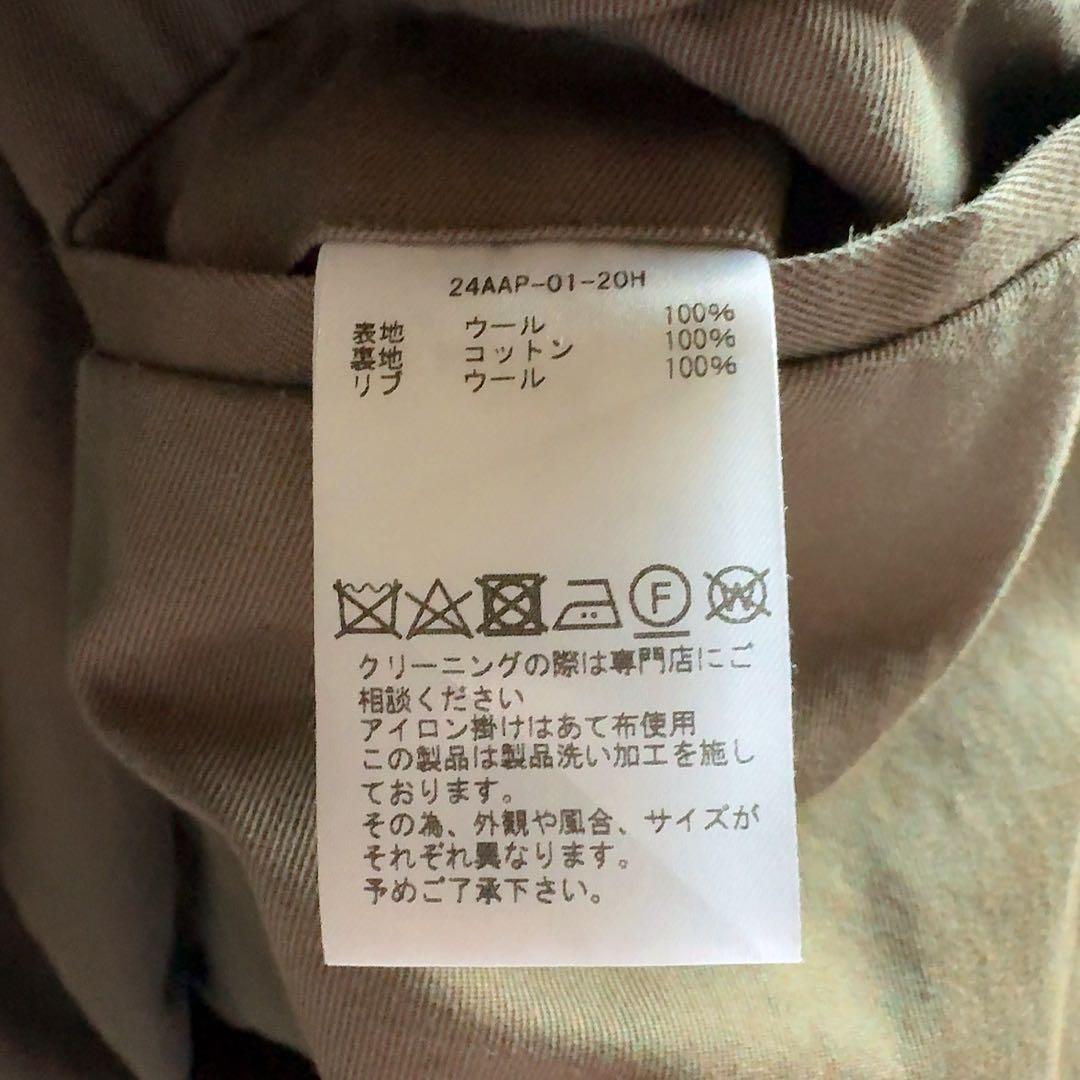 24AAP-01-20H
表地 ウール 100%
裏地 コットン 100%
リブ ウール 100%
F W
クリーニングの際は専門店にご
相談ください
アイロン掛けはあて布使用
この製品は製品洗い加工を施し
ております。
その為、外観や風合、サイズが
それぞれ異なります。
予めご了承下さい。